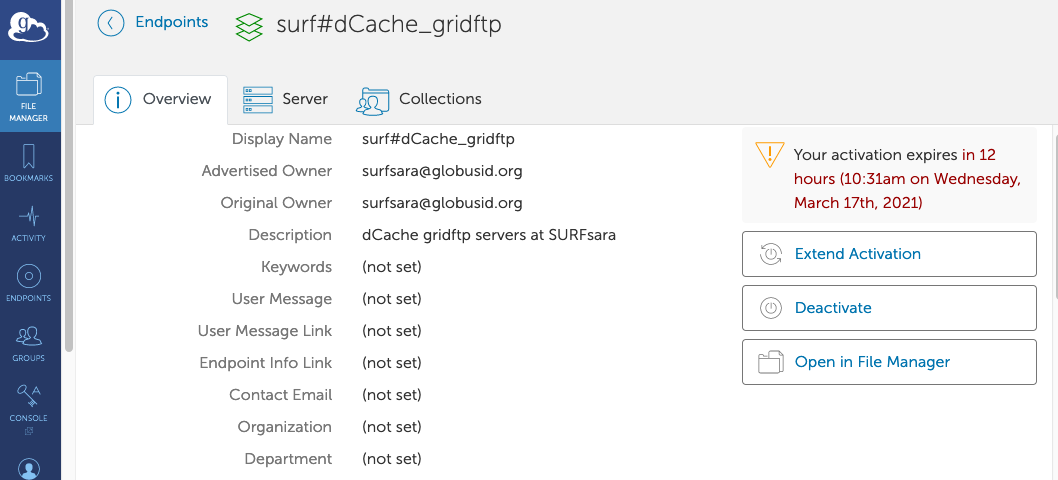 Endpoints
surf#dCache_gridftp
FILE
MANAGER
BOOKMARKS
ACTIVITY
ENDPOINTS
GROUPS
CONSOLE
Overview
Server
Collections
Display Name surf#dCache_gridftp
Advertised Owner surfsara@globusid.org
Original Owner surfsara@globusid.org
Description dCache gridftp servers at SURFsara
Keywords (not set)
User Message (not set)
User Message Link (not set)
Endpoint Info Link (not set)
Contact Email (not set)
Organization (not set)
Department (not set)
Your activation expires in 12
hours (10:31am on Wednesday,
March 17th, 2021)
Extend Activation
Deactivate
Open in File Manager